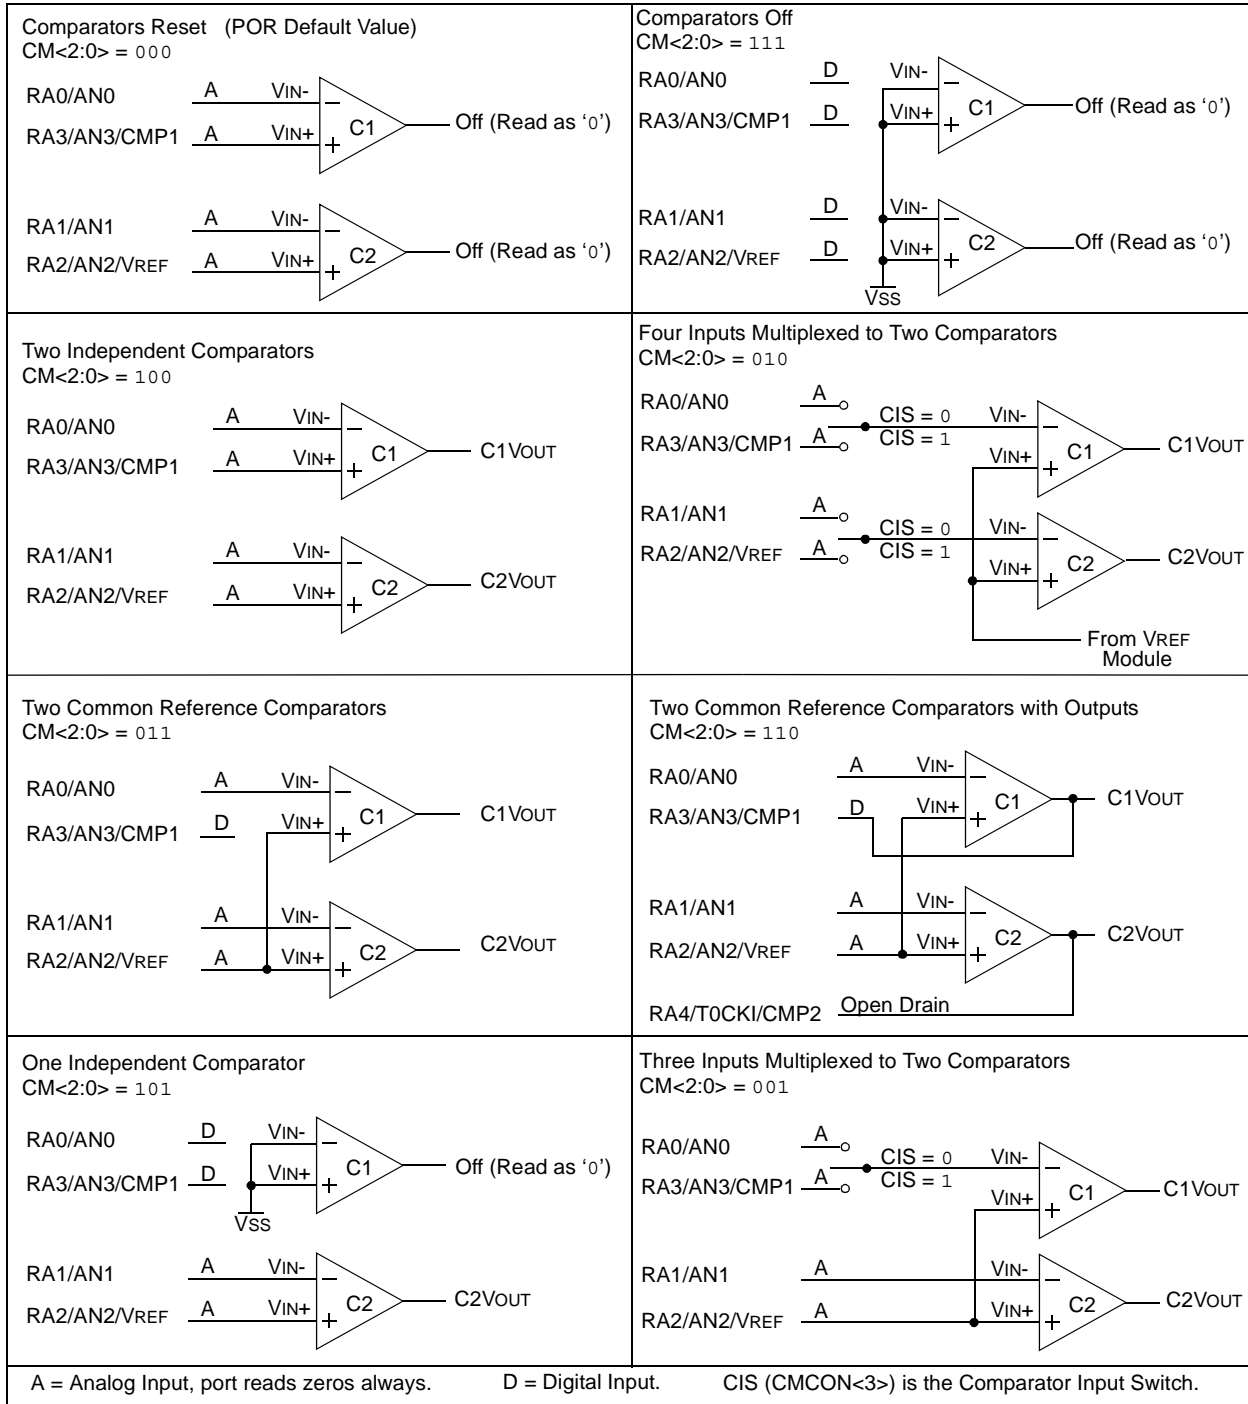 Comparators Reset (POR Default Value)
CM<2:0> = 000
RA0/AN0 A VIN- −
RA3/AN3/CMP1 A VIN+ + C1 Off (Read as ‘0’)
RA1/AN1 A VIN- −
RA2/AN2/VREF A VIN+ + C2 Off (Read as ‘0’)
Comparators Off
CM<2:0> = 111
RA0/AN0 D VIN- −
RA3/AN3/CMP1 D VIN+ + C1 Off (Read as ‘0’)
RA1/AN1 D VIN- −
RA2/AN2/VREF D VIN+ + C2 Off (Read as ‘0’)
VSS
Two Independent Comparators
CM<2:0> = 100
RA0/AN0 A VIN- −
RA3/AN3/CMP1 A VIN+ + C1 C1VOUT
RA1/AN1 A VIN- −
RA2/AN2/VREF A VIN+ + C2 C2VOUT
Four Inputs Multiplexed to Two Comparators
CM<2:0> = 010
RA0/AN0 A CIS = 0 VIN- −
RA3/AN3/CMP1 A CIS = 1 VIN+ + C1 C1VOUT
RA1/AN1 A CIS = 0 VIN- −
RA2/AN2/VREF A CIS = 1 VIN+ + C2 C2VOUT
From VREF
Module
Two Common Reference Comparators
CM<2:0> = 011
RA0/AN0 A VIN- −
RA3/AN3/CMP1 D VIN+ + C1 C1VOUT
RA1/AN1 A VIN- −
RA2/AN2/VREF A VIN+ + C2 C2VOUT
Two Common Reference Comparators with Outputs
CM<2:0> = 110
RA0/AN0 A VIN- −
RA3/AN3/CMP1 D VIN+ + C1 C1VOUT
RA1/AN1 A VIN- −
RA2/AN2/VREF A VIN+ + C2 C2VOUT
RA4/T0CKI/CMP2 Open Drain
One Independent Comparator
CM<2:0> = 101
RA0/AN0 D VIN- −
RA3/AN3/CMP1 D VIN+ + C1 Off (Read as ‘0’)
VSS
RA1/AN1 A VIN- −
RA2/AN2/VREF A VIN+ + C2 C2VOUT
Three Inputs Multiplexed to Two Comparators
CM<2:0> = 001
RA0/AN0 A CIS = 0 VIN- −
RA3/AN3/CMP1 A CIS = 1 VIN+ + C1 C1VOUT
RA1/AN1 A VIN- −
RA2/AN2/VREF A VIN+ + C2 C2VOUT
A = Analog Input, port reads zeros always. D = Digital Input. CIS (CMCON<3>) is the Comparator Input Switch.